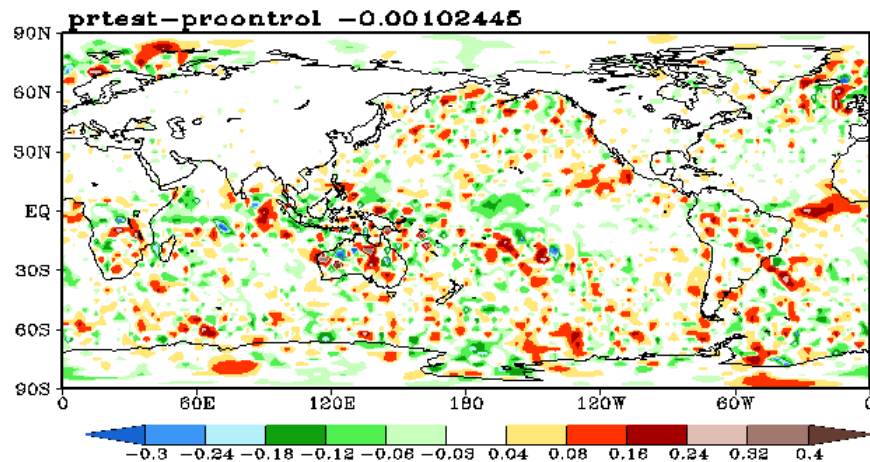 prtest-prcontrol -0.00102445
90N
60N
30N
EQ
30S
60S
90S
0 60E 120E 180 120W 60W 0
-0.3 -0.24 -0.18 -0.12 -0.06 -0.03 0.04 0.08 0.16 0.24 0.32 0.4